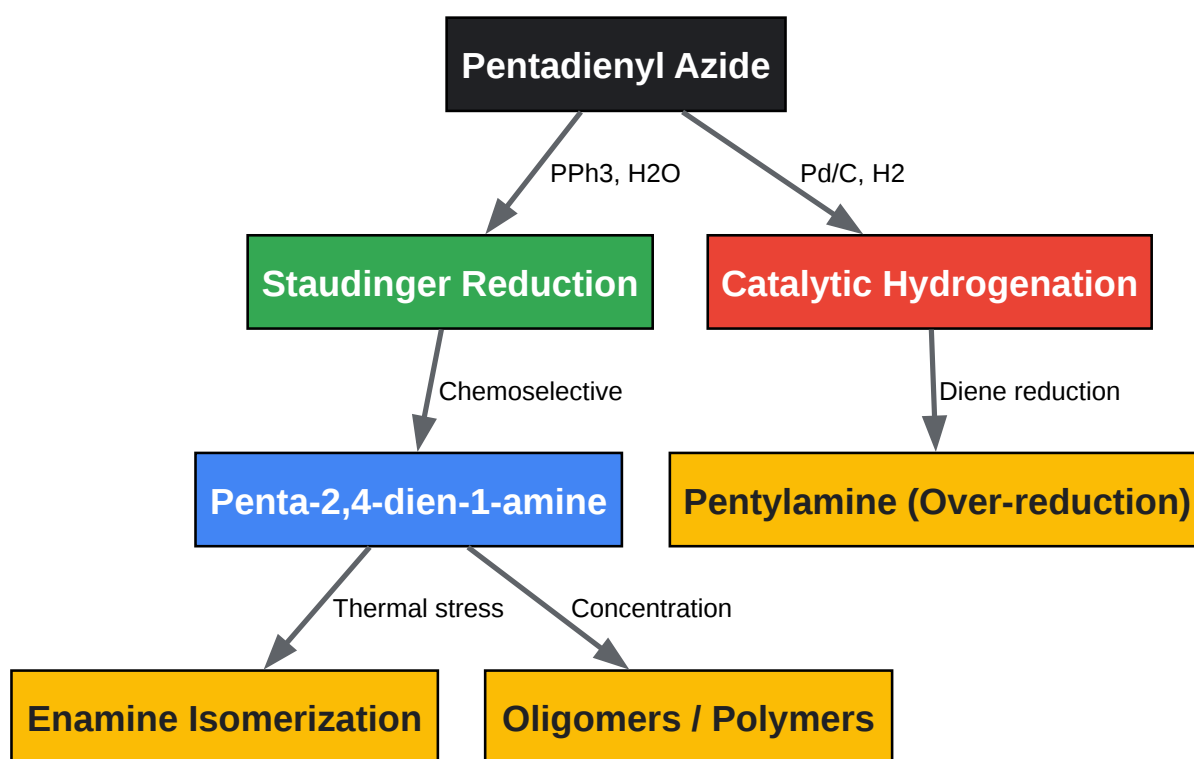 Pentadienyl Azide
PPh3, H2O
Pd/C, H2
Staudinger Reduction
Catalytic Hydrogenation
Chemoselective
Diene reduction
Penta-2,4-dien-1-amine
Pentylamine (Over-reduction)
Thermal stress
Concentration
Enamine Isomerization
Oligomers / Polymers